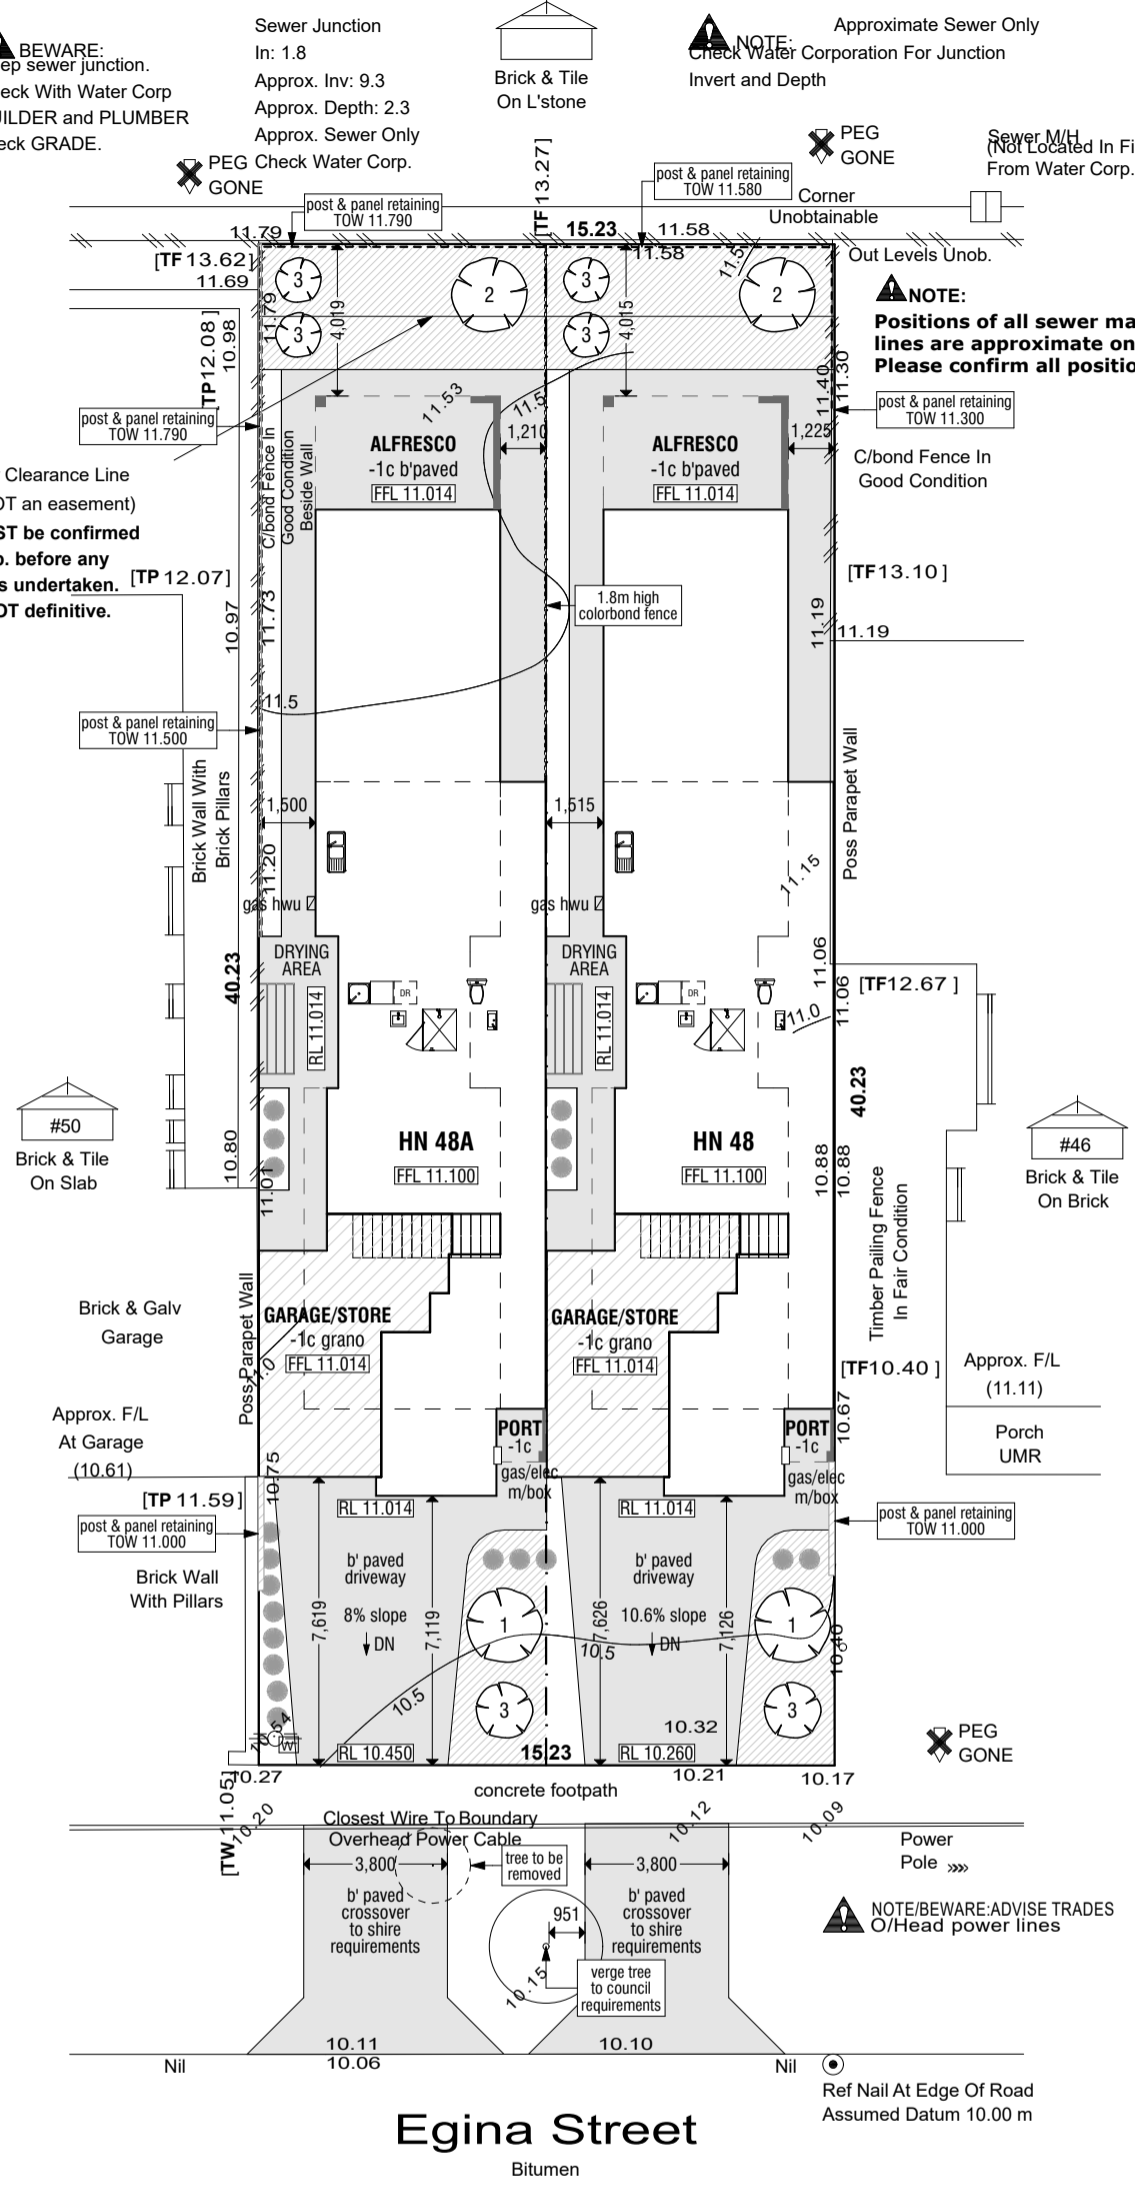 BEWARE:
ep sewer junction.
eck With Water Corp
ILDER and PLUMBER
eck GRADE.
Sewer Junction
In: 1.8
Approx. Inv: 9.3
Approx. Depth: 2.3
Approx. Sewer Only
Check Water Corp.
Brick & Tile
On L'stone
NOTE:
Approximate Sewer Only
Check Water Corporation For Junction
Invert and Depth
PEG
GONE
PEG
GONE
Sewer M/H
(Not Located In Fi
From Water Corp.
post & panel retaining
TOW 11.790
[TF 13.27]
post & panel retaining
TOW 11.580
Corner
Unobtainable
11.79
15.23
11.58
11.58
11.5
Out Levels Unob.
[TF 13.62]
11.69
3
2
3
2
3
3
4,019
4,015
11.79
NOTE:
Positions of all sewer ma
lines are approximate on
Please confirm all positio
[TP 12.08]
10.98
11.40
11.30
post & panel retaining
TOW 11.790
post & panel retaining
TOW 11.300
11.53
11.5
1,210
1,225
ALFRESCO
-1c b'paved
FFL 11.014
ALFRESCO
-1c b'paved
FFL 11.014
C/bond Fence In
Good Condition
Beside Wall
C/bond Fence In
Good Condition
Clearance Line
OT an easement)
ST be confirmed
o. before any
s undertaken.
OT definitive.
[TP 12.07]
[TF 13.10]
10.97
11.73
1.8m high
colorbond fence
11.19
11.19
11.5
post & panel retaining
TOW 11.500
Brick Wall With
Brick Pillars
Poss Parapet Wall
1,500
1,515
11.20
11.15
gas hwu
gas hwu
DRYING
AREA
DRYING
AREA
40.23
11.06
11.06
[TF 12.67]
DR
DR
RL 11.014
RL 11.014
11.0
40.23
#50
Brick & Tile
On Slab
#46
Brick & Tile
On Brick
10.80
11.01
HN 48A
FFL 11.100
HN 48
FFL 11.100
10.88
10.88
Timber Pailing Fence
In Fair Condition
Brick & Galv
Garage
Poss Parapet Wall
GARAGE/STORE
-1c grano
FFL 11.014
GARAGE/STORE
-1c grano
FFL 11.014
11.0
[TF 10.40]
Approx. F/L
(11.11)
Approx. F/L
At Garage
(10.61)
10.67
PORT
-1c
PORT
-1c
Porch
UMR
gas/elec
m/box
gas/elec
m/box
10.75
[TP 11.59]
post & panel retaining
TOW 11.000
RL 11.014
RL 11.014
post & panel retaining
TOW 11.000
Brick Wall
With Pillars
b' paved
driveway
b' paved
driveway
7,619
8% slope
DN
7,119
1
7,626
10.6% slope
DN
7,126
1
10.5
10.5
10.40
3
3
10.54
W
10.32
RL 10.450
15.23
RL 10.260
PEG
GONE
10.27
10.21
10.17
concrete footpath
[TW 11.05]
10.20
10.12
10.09
Closest Wire To Boundary
Overhead Power Cable
Power
Pole
3,800
tree to be
removed
3,800
b' paved
crossover
to shire
requirements
b' paved
crossover
to shire
requirements
951
NOTE/BEWARE:ADVISE TRADES
O/Head power lines
10.15
verge tree
to council
requirements
10.11
10.10
Nil
10.06
Nil
Ref Nail At Edge Of Road
Assumed Datum 10.00 m
Egina Street
Bitumen